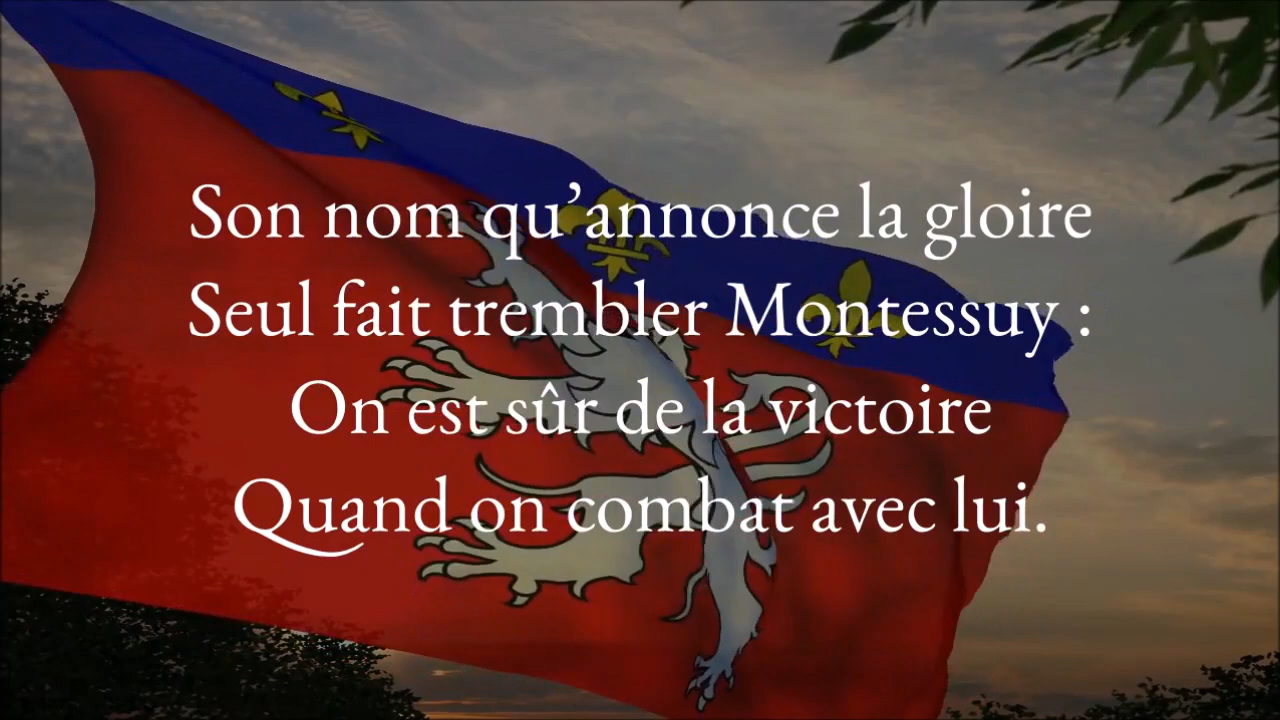 Son nom qu’annonce la gloire
Seul fait trembler Montessuy :
On est sûr de la victoire
Quand on combat avec lui.